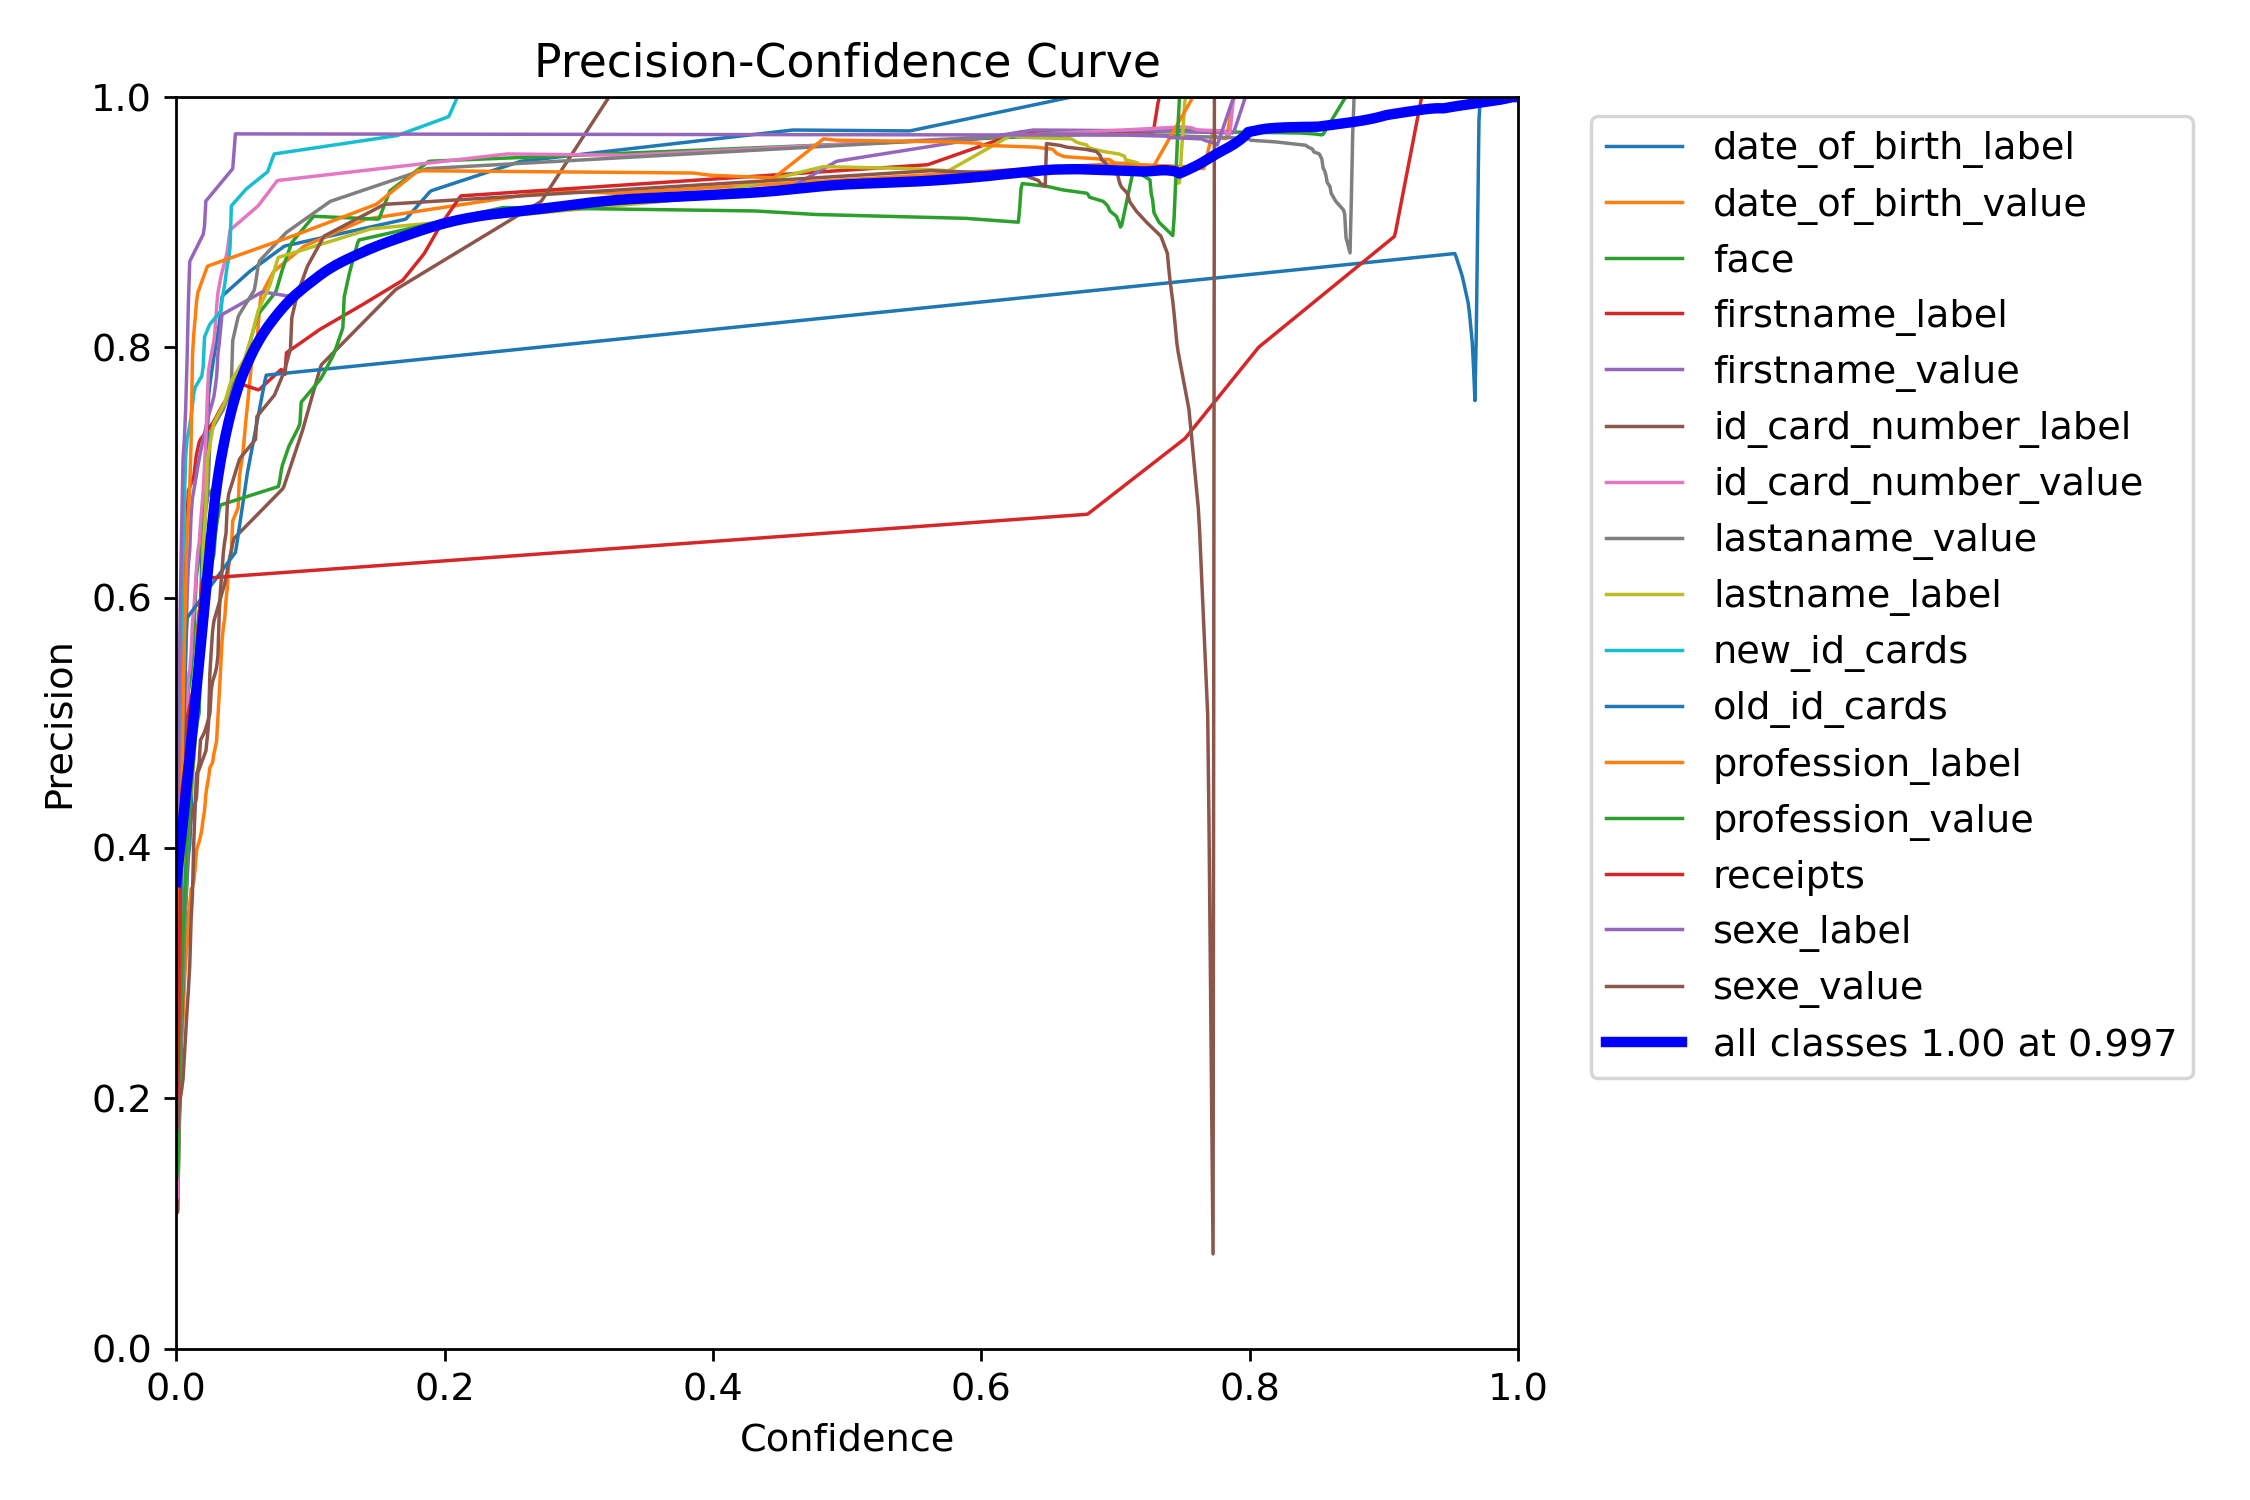 Precision-Confidence Curve
1.0
0.8
0.6
0.4
0.2
0.0
Precision
0.0 0.2 0.4 0.6 0.8 1.0
Confidence
date_of_birth_label
date_of_birth_value
face
firstname_label
firstname_value
id_card_number_label
id_card_number_value
lastaname_value
lastname_label
new_id_cards
old_id_cards
profession_label
profession_value
receipts
sexe_label
sexe_value
all classes 1.00 at 0.997